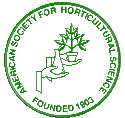 AMERICAN SOCIETY FOR HORTICULTURAL SCIENCE
FOUNDED 1903